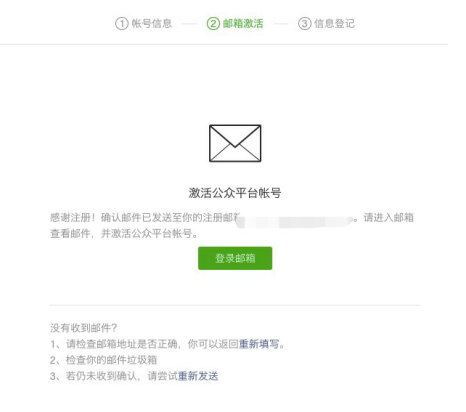 1 帐号信息 2 邮箱激活 3 信息登记
激活公众平台帐号
感谢注册！确认邮件已发送至你的注册邮 。请进入邮箱
查看邮件，并激活公众平台帐号。
登录邮箱
没有收到邮件？
1、请检查邮箱地址是否正确，你可以返回重新填写。
2、检查你的邮件垃圾箱
3、若仍未收到确认，请尝试重新发送